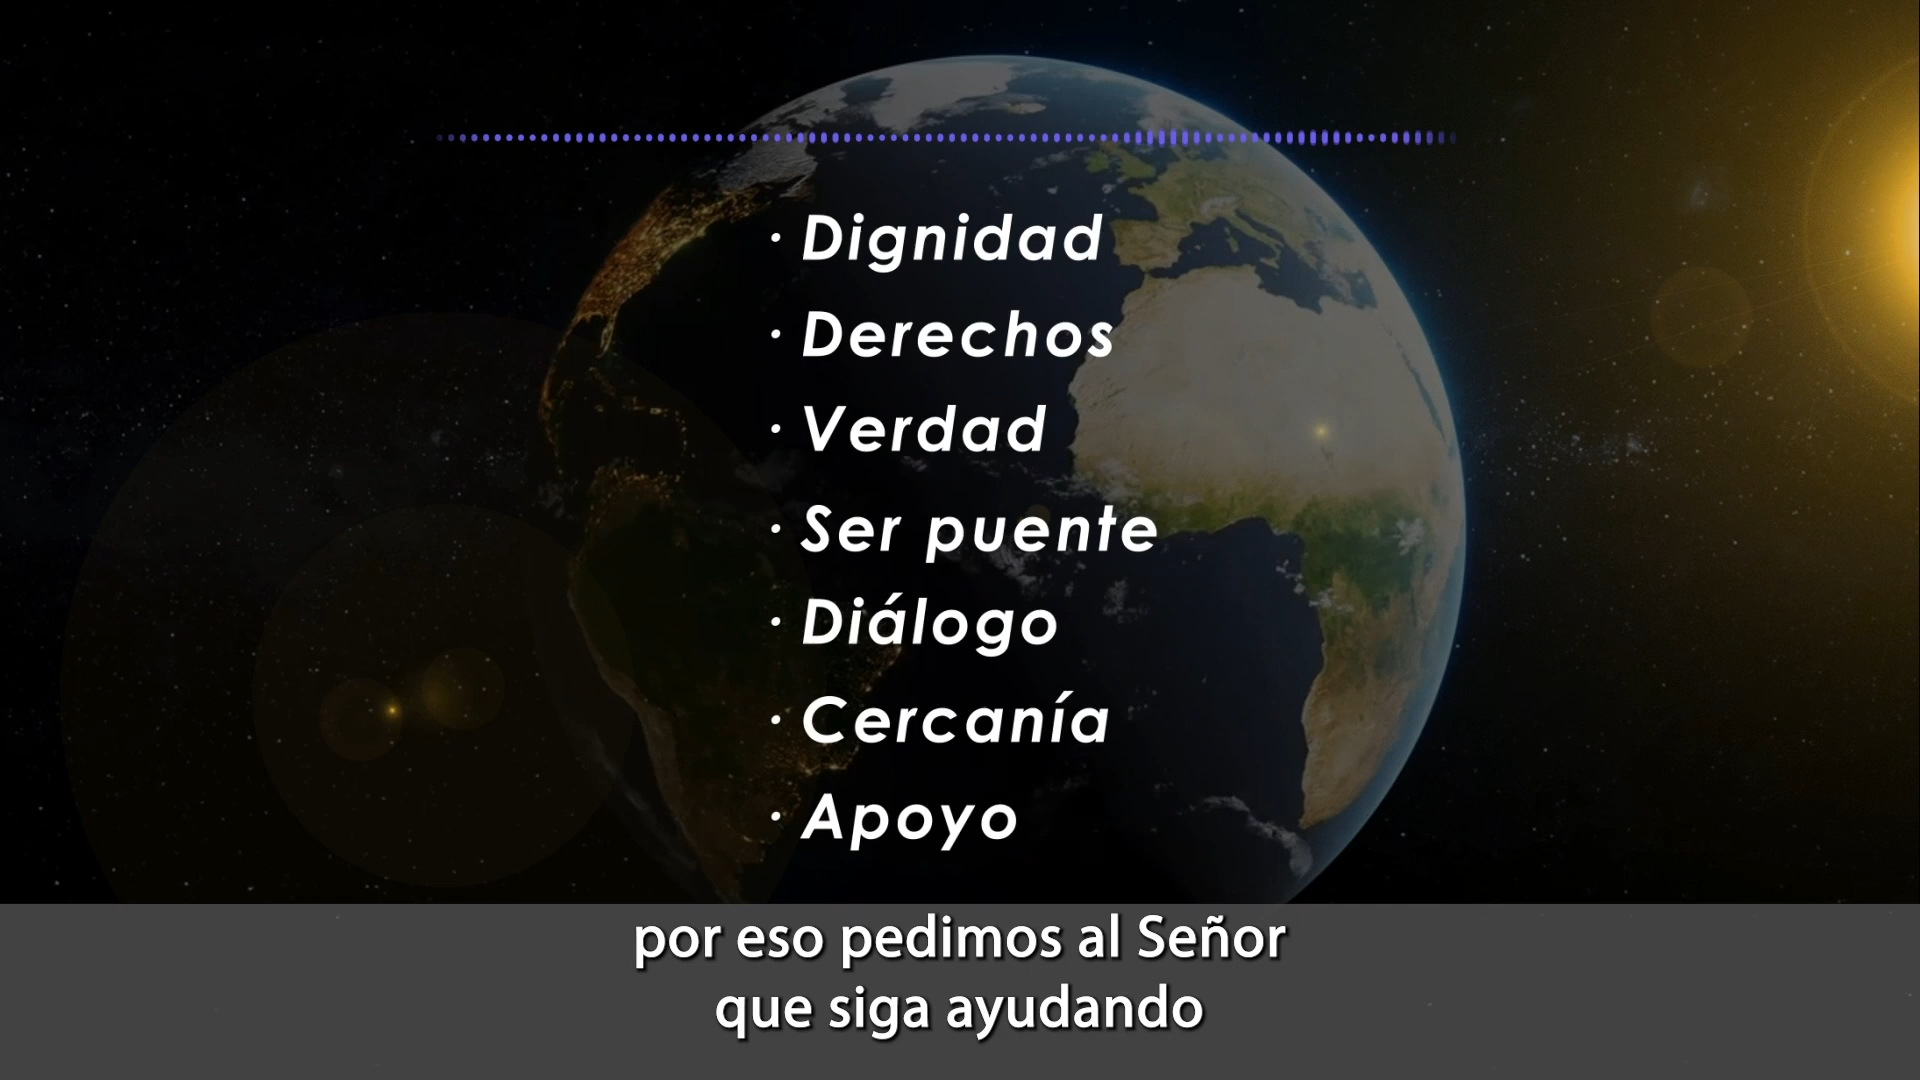 · Dignidad
· Derechos
· Verdad
· Ser puente
· Diálogo
· Cercanía
· Apoyo
por eso pedimos al Señor
que siga ayudando